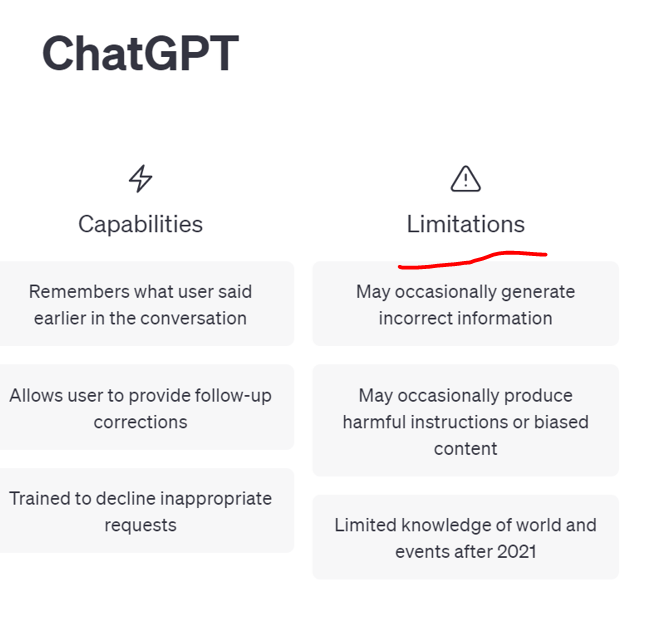 ChatGPT
Capabilities
Remembers what user said
earlier in the conversation
Allows user to provide follow-up
corrections
Trained to decline inappropriate
requests
Limitations
May occasionally generate
incorrect information
May occasionally produce
harmful instructions or biased
content
Limited knowledge of world and
events after 2021